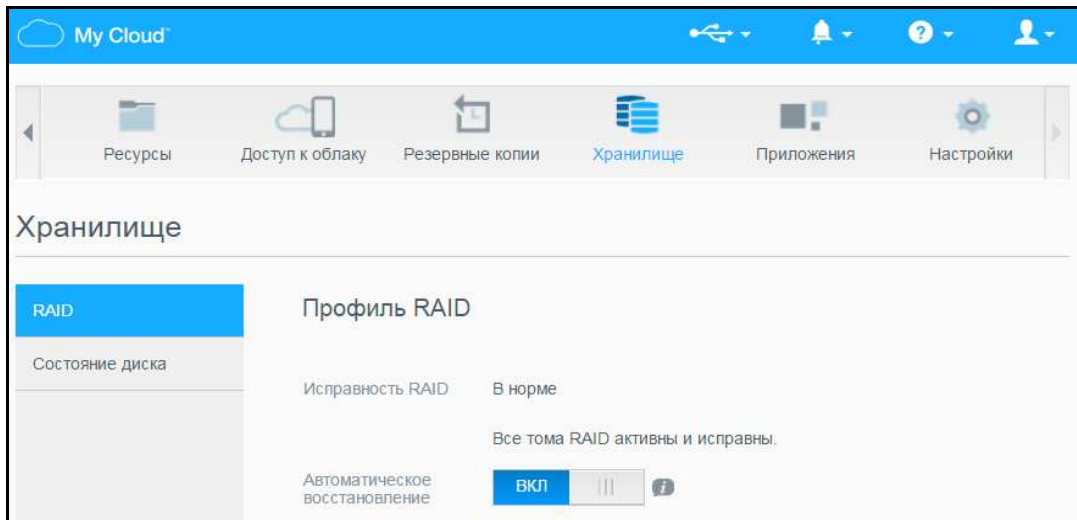 My Cloud™
Ресурсы Доступ к облаку Резервные копии Хранилище Приложения Настройки
Хранилище
RAID
Состояние диска
Профиль RAID
Исправность RAID В норме
Все тома RAID активны и исправны.
Автоматическое
восстановление
ВКЛ